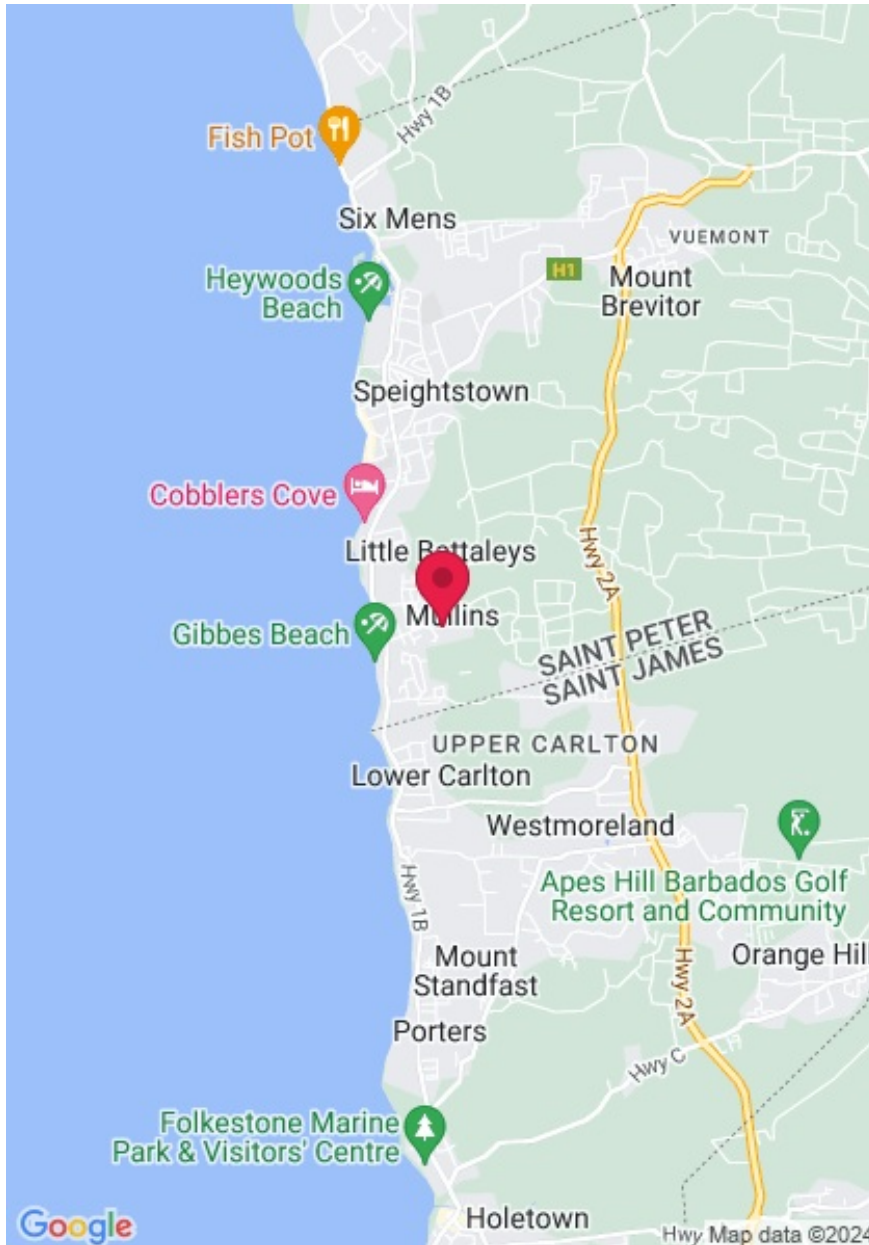 Hwy 1B
Fish Pot
Six Mens
VUEMONT
Heywoods
Beach
H1
Mount
Brevitor
Speightstown
Cobblers Cove
Hwy 2A
Little Battaleys
Mullins
Gibbes Beach
SAINT PETER
SAINT JAMES
UPPER CARLTON
Lower Carlton
Westmoreland
Hwy 1B
Apes Hill Barbados Golf
Resort and Community
Mount
Standfast
Orange Hill
Hwy 2A
Porters
Hwy C
Folkestone Marine
Park & Visitors' Centre
Holetown
Google
Hwy
Map data ©2024